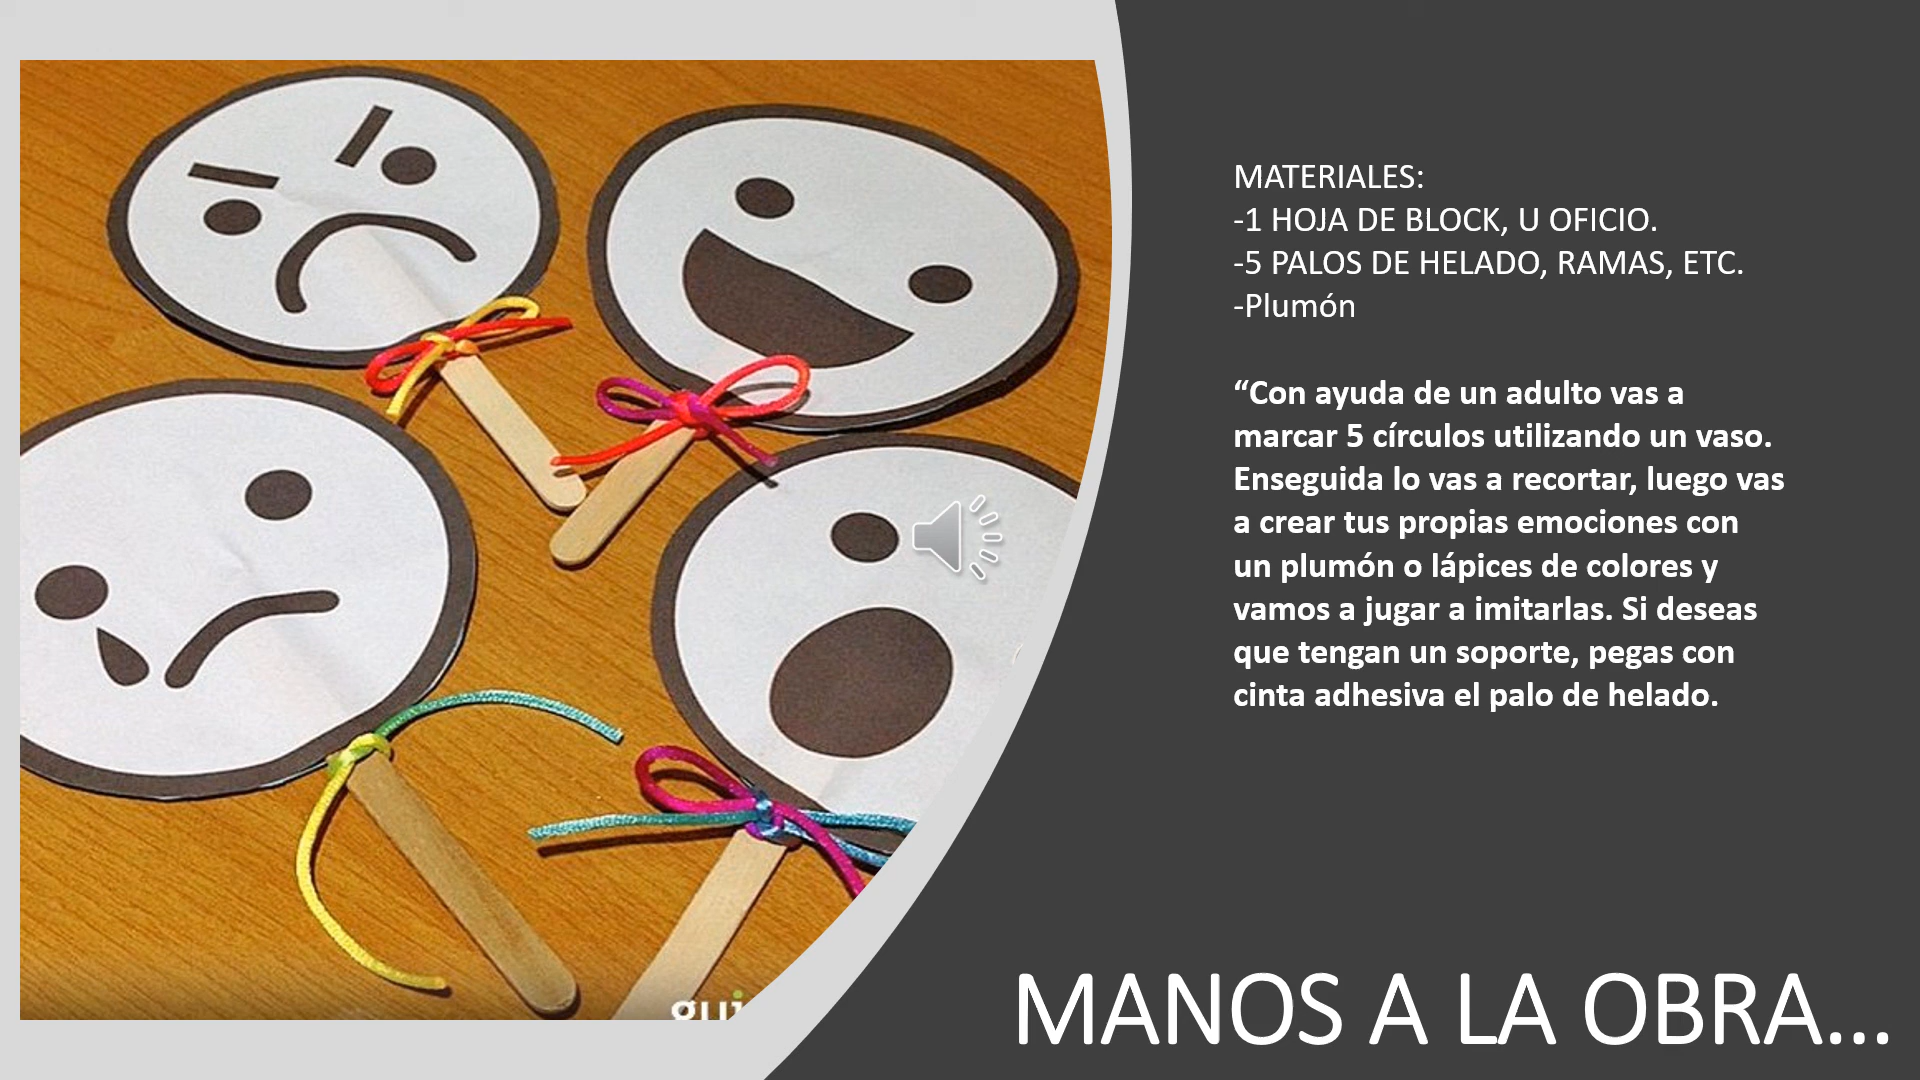 MATERIALES:
-1 HOJA DE BLOCK, U OFICIO.
-5 PALOS DE HELADO, RAMAS, ETC.
-Plumón
“Con ayuda de un adulto vas a
marcar 5 círculos utilizando un vaso.
Enseguida lo vas a recortar, luego vas
a crear tus propias emociones con
un plumón o lápices de colores y
vamos a jugar a imitarlas. Si deseas
que tengan un soporte, pegas con
cinta adhesiva el palo de helado.
MANOS A LA OBRA...